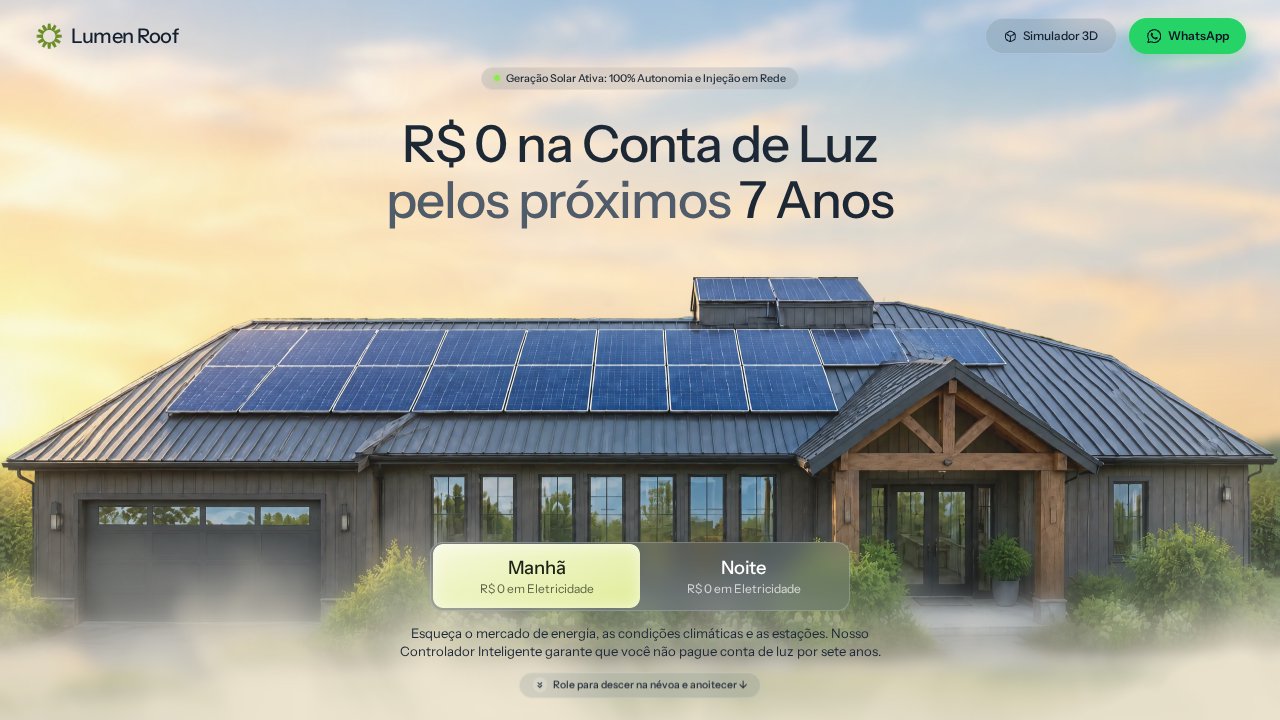 Lumen Roof
Simulador 3D
WhatsApp
Geração Solar Ativa: 100% Autonomia e Injeção em Rede
R$ 0 na Conta de Luz
pelos próximos 7 Anos
Manhã
R$ 0 em Eletricidade
Noite
R$ 0 em Eletricidade
Esqueça o mercado de energia, as condições climáticas e as estações. Nosso
Controlador Inteligente garante que você não pague conta de luz por sete anos.
Role para descer na névoa e anoitecer ↓